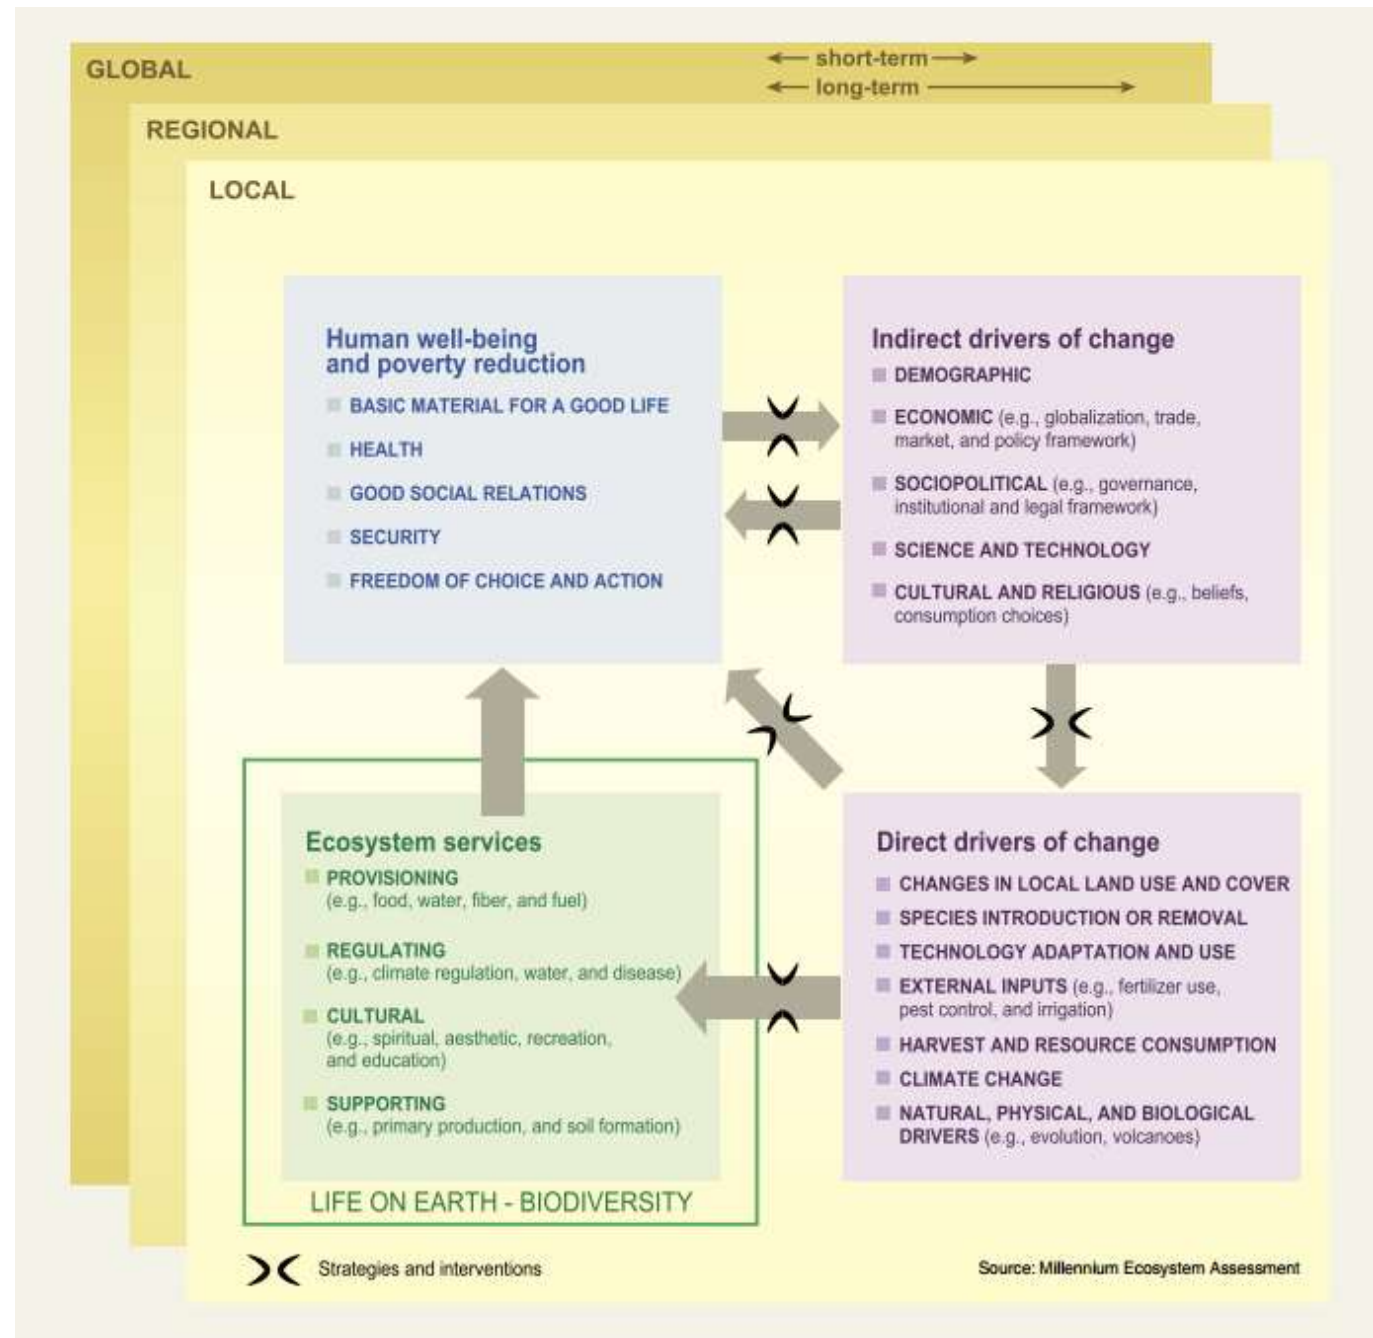 GLOBAL
short-term
long-term
REGIONAL
LOCAL
Human well-being
and poverty reduction
BASIC MATERIAL FOR A GOOD LIFE
HEALTH
GOOD SOCIAL RELATIONS
SECURITY
FREEDOM OF CHOICE AND ACTION
Indirect drivers of change
DEMOGRAPHIC
ECONOMIC (e.g., globalization, trade,
market, and policy framework)
SOCIOPOLITICAL (e.g., governance,
institutional and legal framework)
SCIENCE AND TECHNOLOGY
CULTURAL AND RELIGIOUS (e.g., beliefs,
consumption choices)
Ecosystem services
PROVISIONING
(e.g., food, water, fiber, and fuel)
REGULATING
(e.g., climate regulation, water, and disease)
CULTURAL
(e.g., spiritual, aesthetic, recreation,
and education)
SUPPORTING
(e.g., primary production, and soil formation)
LIFE ON EARTH - BIODIVERSITY
Direct drivers of change
CHANGES IN LOCAL LAND USE AND COVER
SPECIES INTRODUCTION OR REMOVAL
TECHNOLOGY ADAPTATION AND USE
EXTERNAL INPUTS (e.g., fertilizer use,
pest control, and irrigation)
HARVEST AND RESOURCE CONSUMPTION
CLIMATE CHANGE
NATURAL, PHYSICAL, AND BIOLOGICAL
DRIVERS (e.g., evolution, volcanoes)
Strategies and interventions
Source: Millennium Ecosystem Assessment